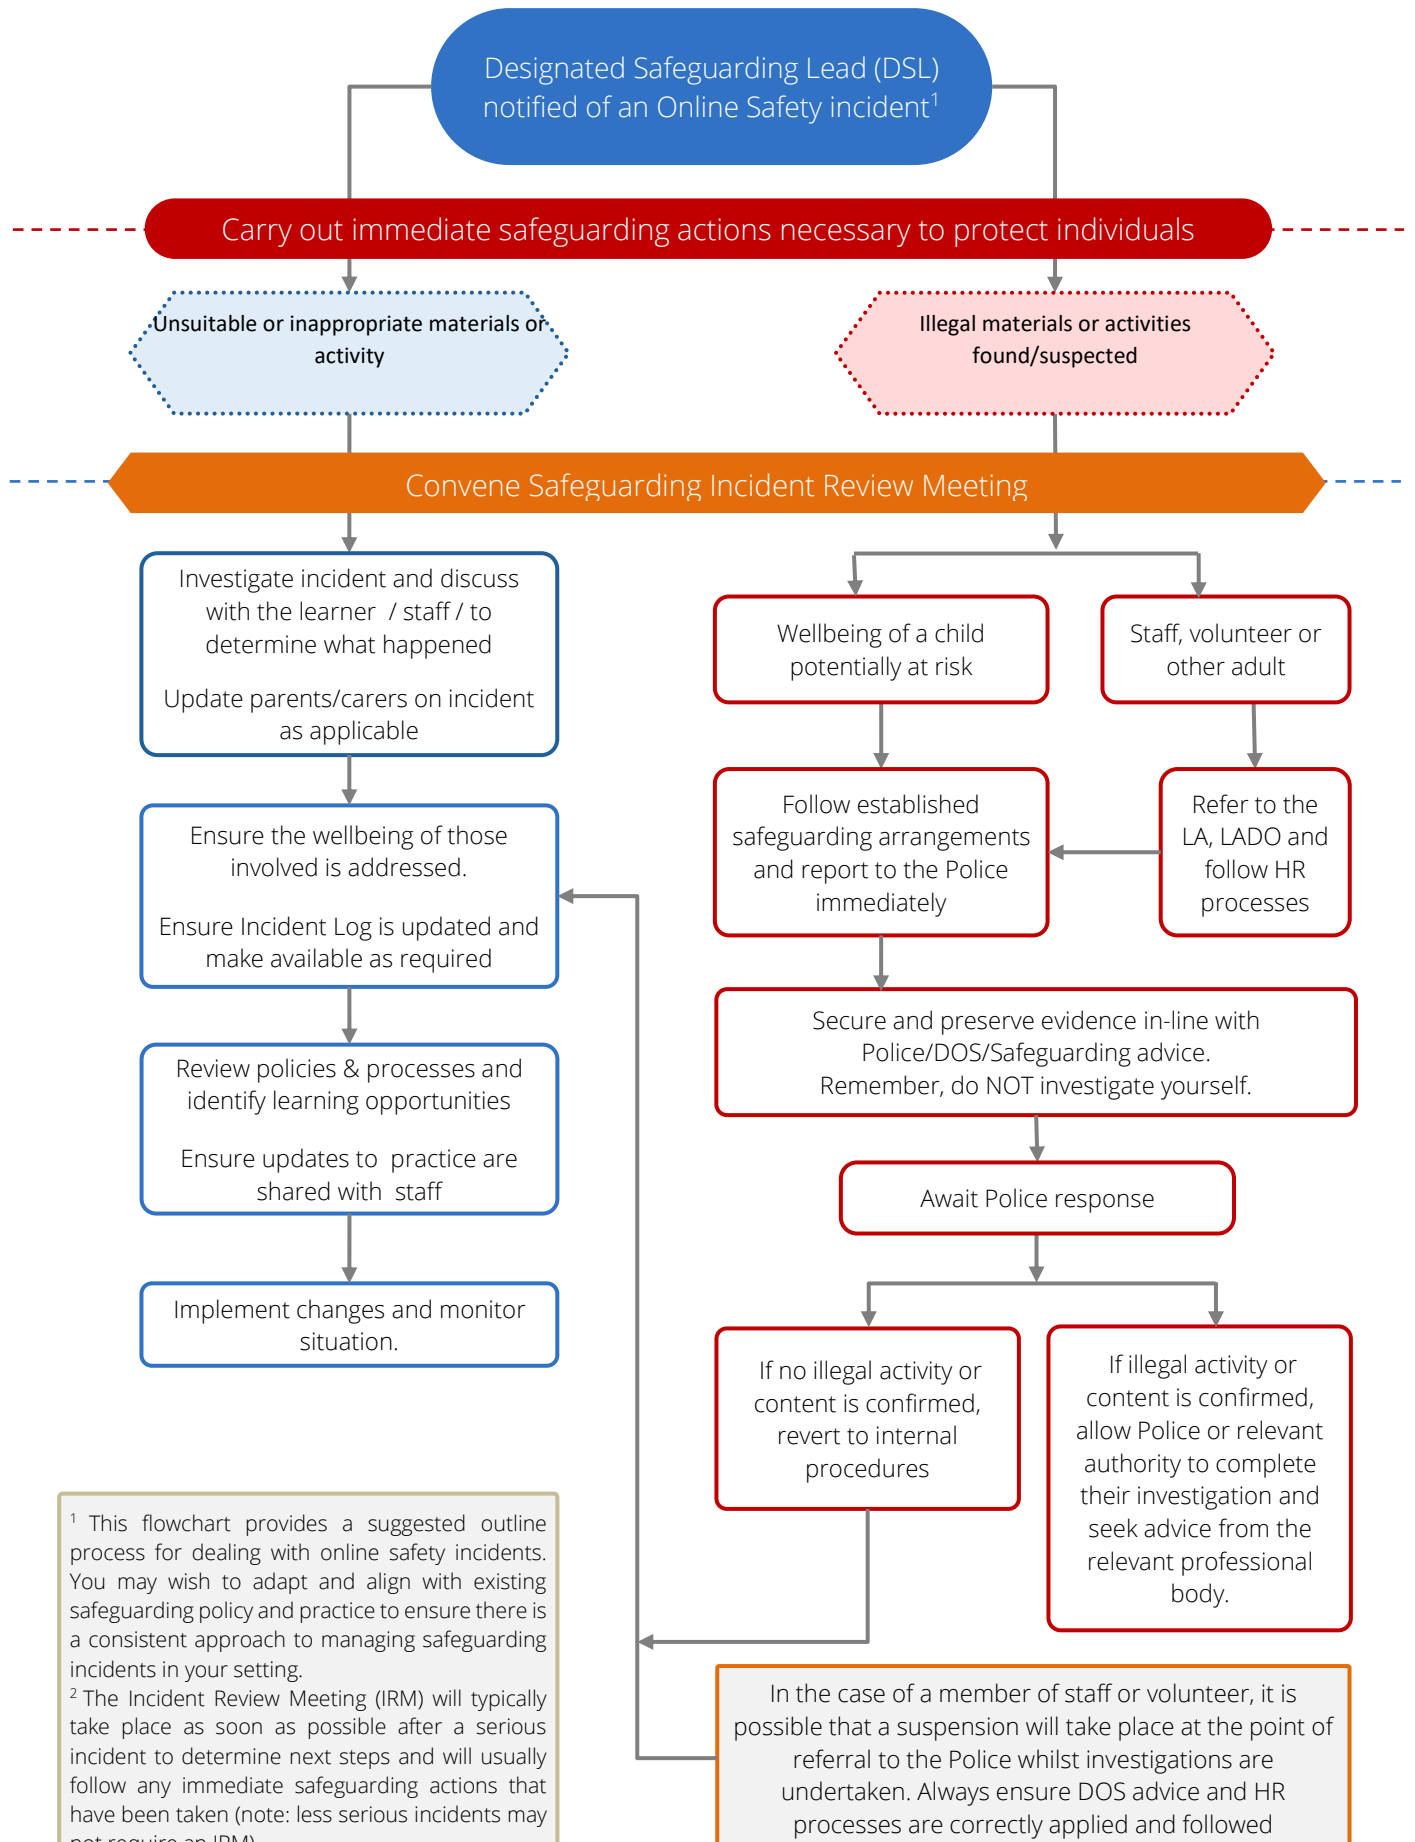 Designated Safeguarding Lead (DSL)
notified of an Online Safety incident1
Carry out immediate safeguarding actions necessary to protect individuals
Unsuitable or inappropriate materials or
activity
Illegal materials or activities
found/suspected
Convene Safeguarding Incident Review Meeting
Investigate incident and discuss
with the learner / staff / to
determine what happened
Update parents/carers on incident
as applicable
Ensure the wellbeing of those
involved is addressed.
Ensure Incident Log is updated and
make available as required
Review policies & processes and
identify learning opportunities
Ensure updates to practice are
shared with staff
Implement changes and monitor
situation.
Wellbeing of a child
potentially at risk
Staff, volunteer or
other adult
Follow established
safeguarding arrangements
and report to the Police
immediately
Refer to the
LA, LADO and
follow HR
processes
Secure and preserve evidence in-line with
Police/DOS/Safeguarding advice.
Remember, do NOT investigate yourself.
Await Police response
If no illegal activity or
content is confirmed,
revert to internal
procedures
If illegal activity or
content is confirmed,
allow Police or relevant
authority to complete
their investigation and
seek advice from the
relevant professional
body.
1 This flowchart provides a suggested outline
process for dealing with online safety incidents.
You may wish to adapt and align with existing
safeguarding policy and practice to ensure there is
a consistent approach to managing safeguarding
incidents in your setting.
2 The Incident Review Meeting (IRM) will typically
take place as soon as possible after a serious
incident to determine next steps and will usually
follow any immediate safeguarding actions that
have been taken (note: less serious incidents may
not require an IRM)
In the case of a member of staff or volunteer, it is
possible that a suspension will take place at the point of
referral to the Police whilst investigations are
undertaken. Always ensure DOS advice and HR
processes are correctly applied and followed